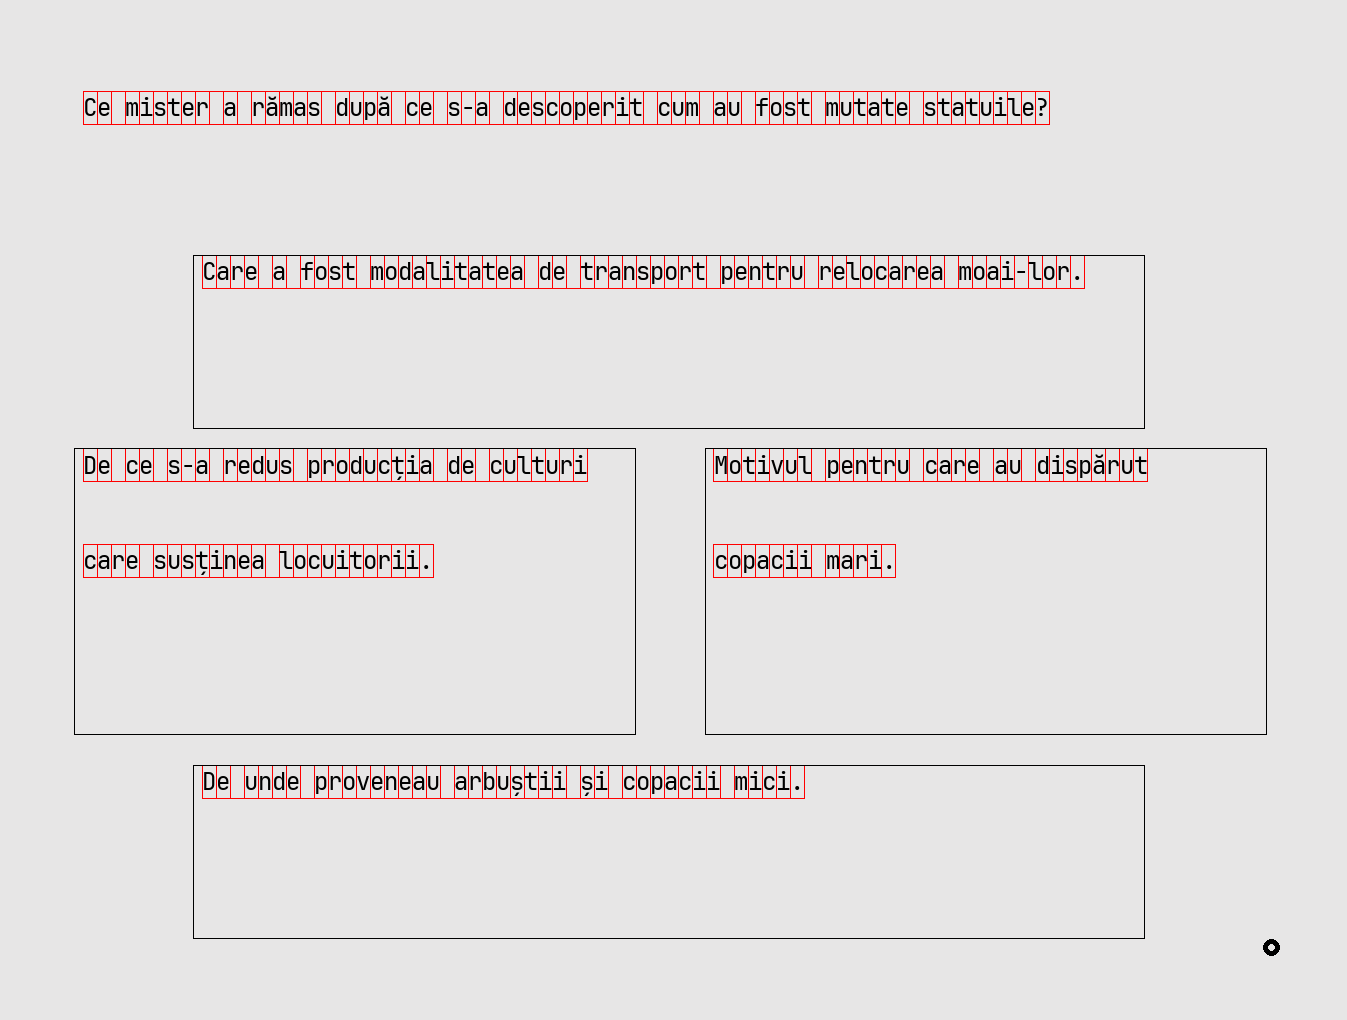 Ce mister a rămas după ce s-a descoperit cum au fost mutate statuile?
Care a fost modalitatea de transport pentru relocarea moai-lor.
De ce s-a redus producția de culturi
care susținea locuitorii.
Motivul pentru care au dispărut
copacii mari.
De unde proveneau arbuștii și copacii mici.